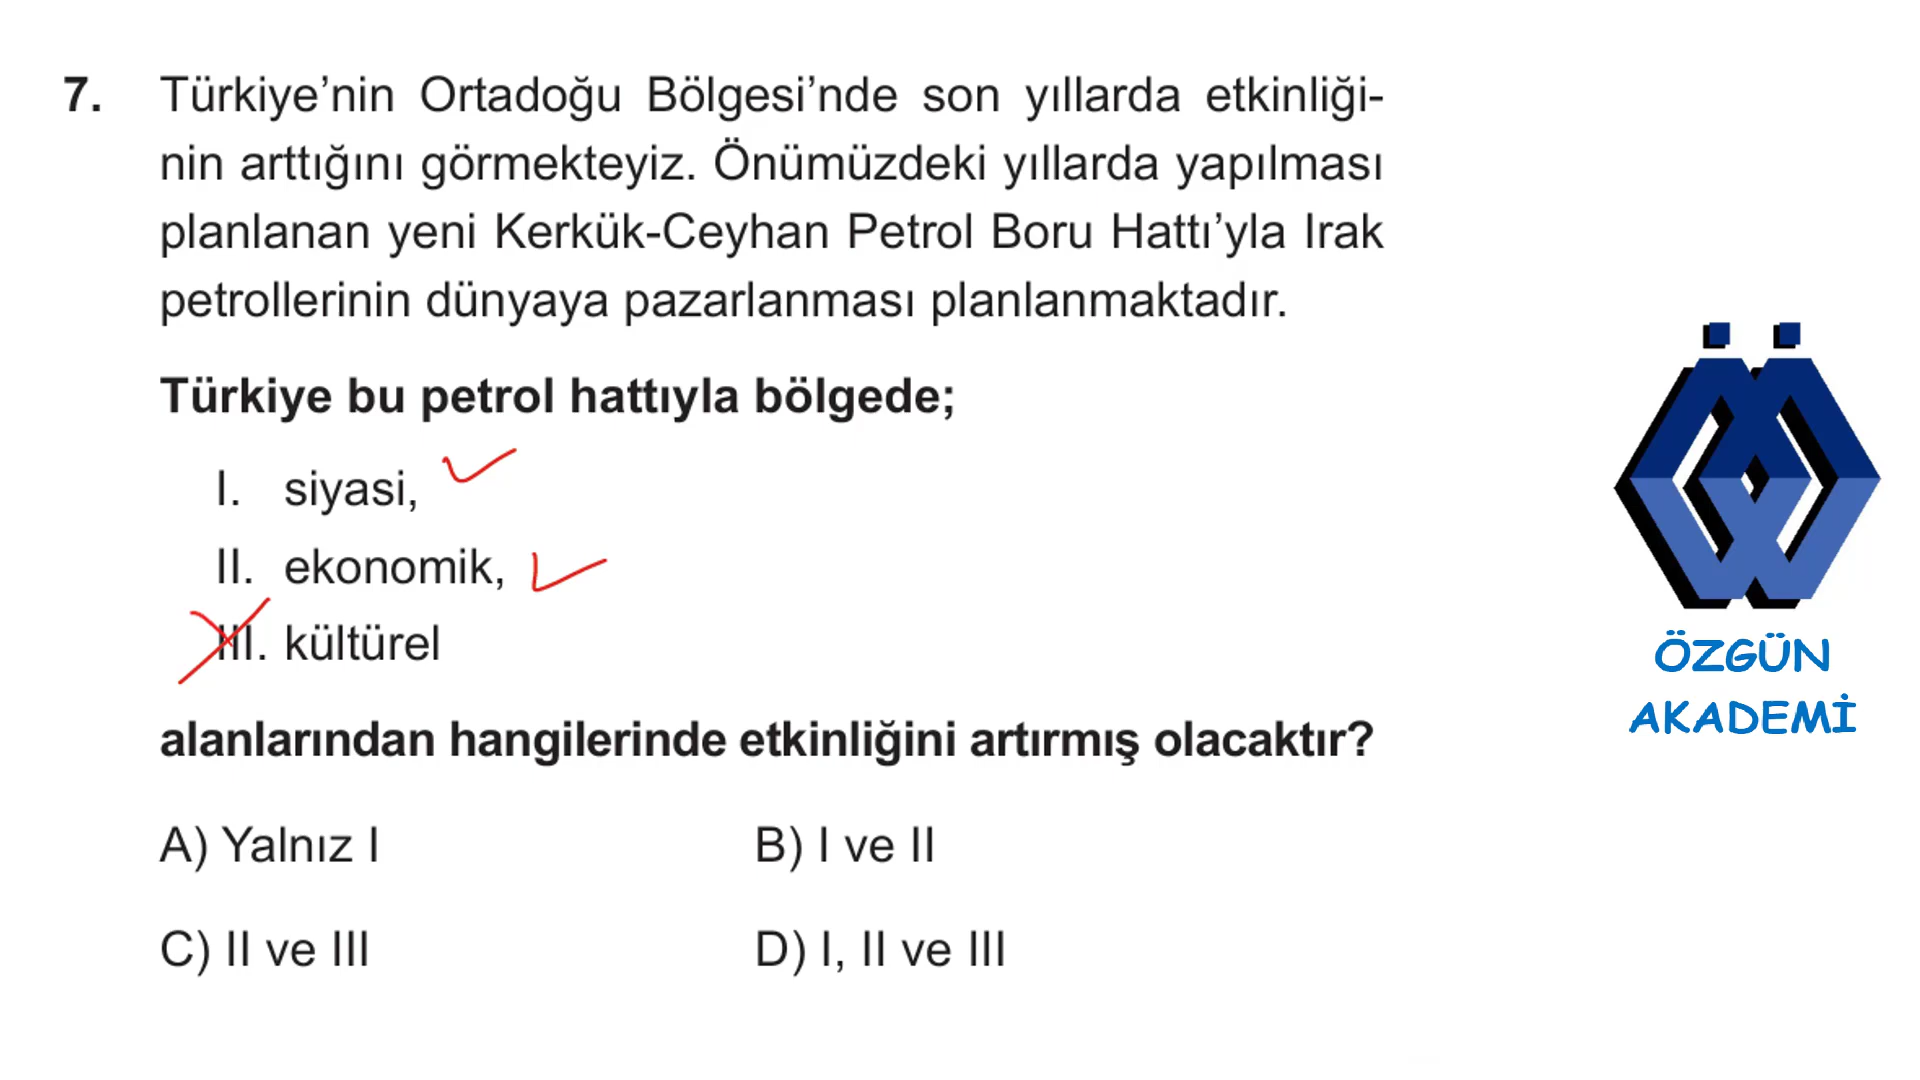 7. Türkiye’nin Ortadoğu Bölgesi’nde son yıllarda etkinliği-
nin arttığını görmekteyiz. Önümüzdeki yıllarda yapılması
planlanan yeni Kerkük-Ceyhan Petrol Boru Hattı’yla Irak
petrollerinin dünyaya pazarlanması planlanmaktadır.
Türkiye bu petrol hattıyla bölgede;
I. siyasi,
II. ekonomik,
III. kültürel
alanlarından hangilerinde etkinliğini artırmış olacaktır?
A) Yalnız I
B) I ve II
C) II ve III
D) I, II ve III
ÖZGÜN
AKADEMİ